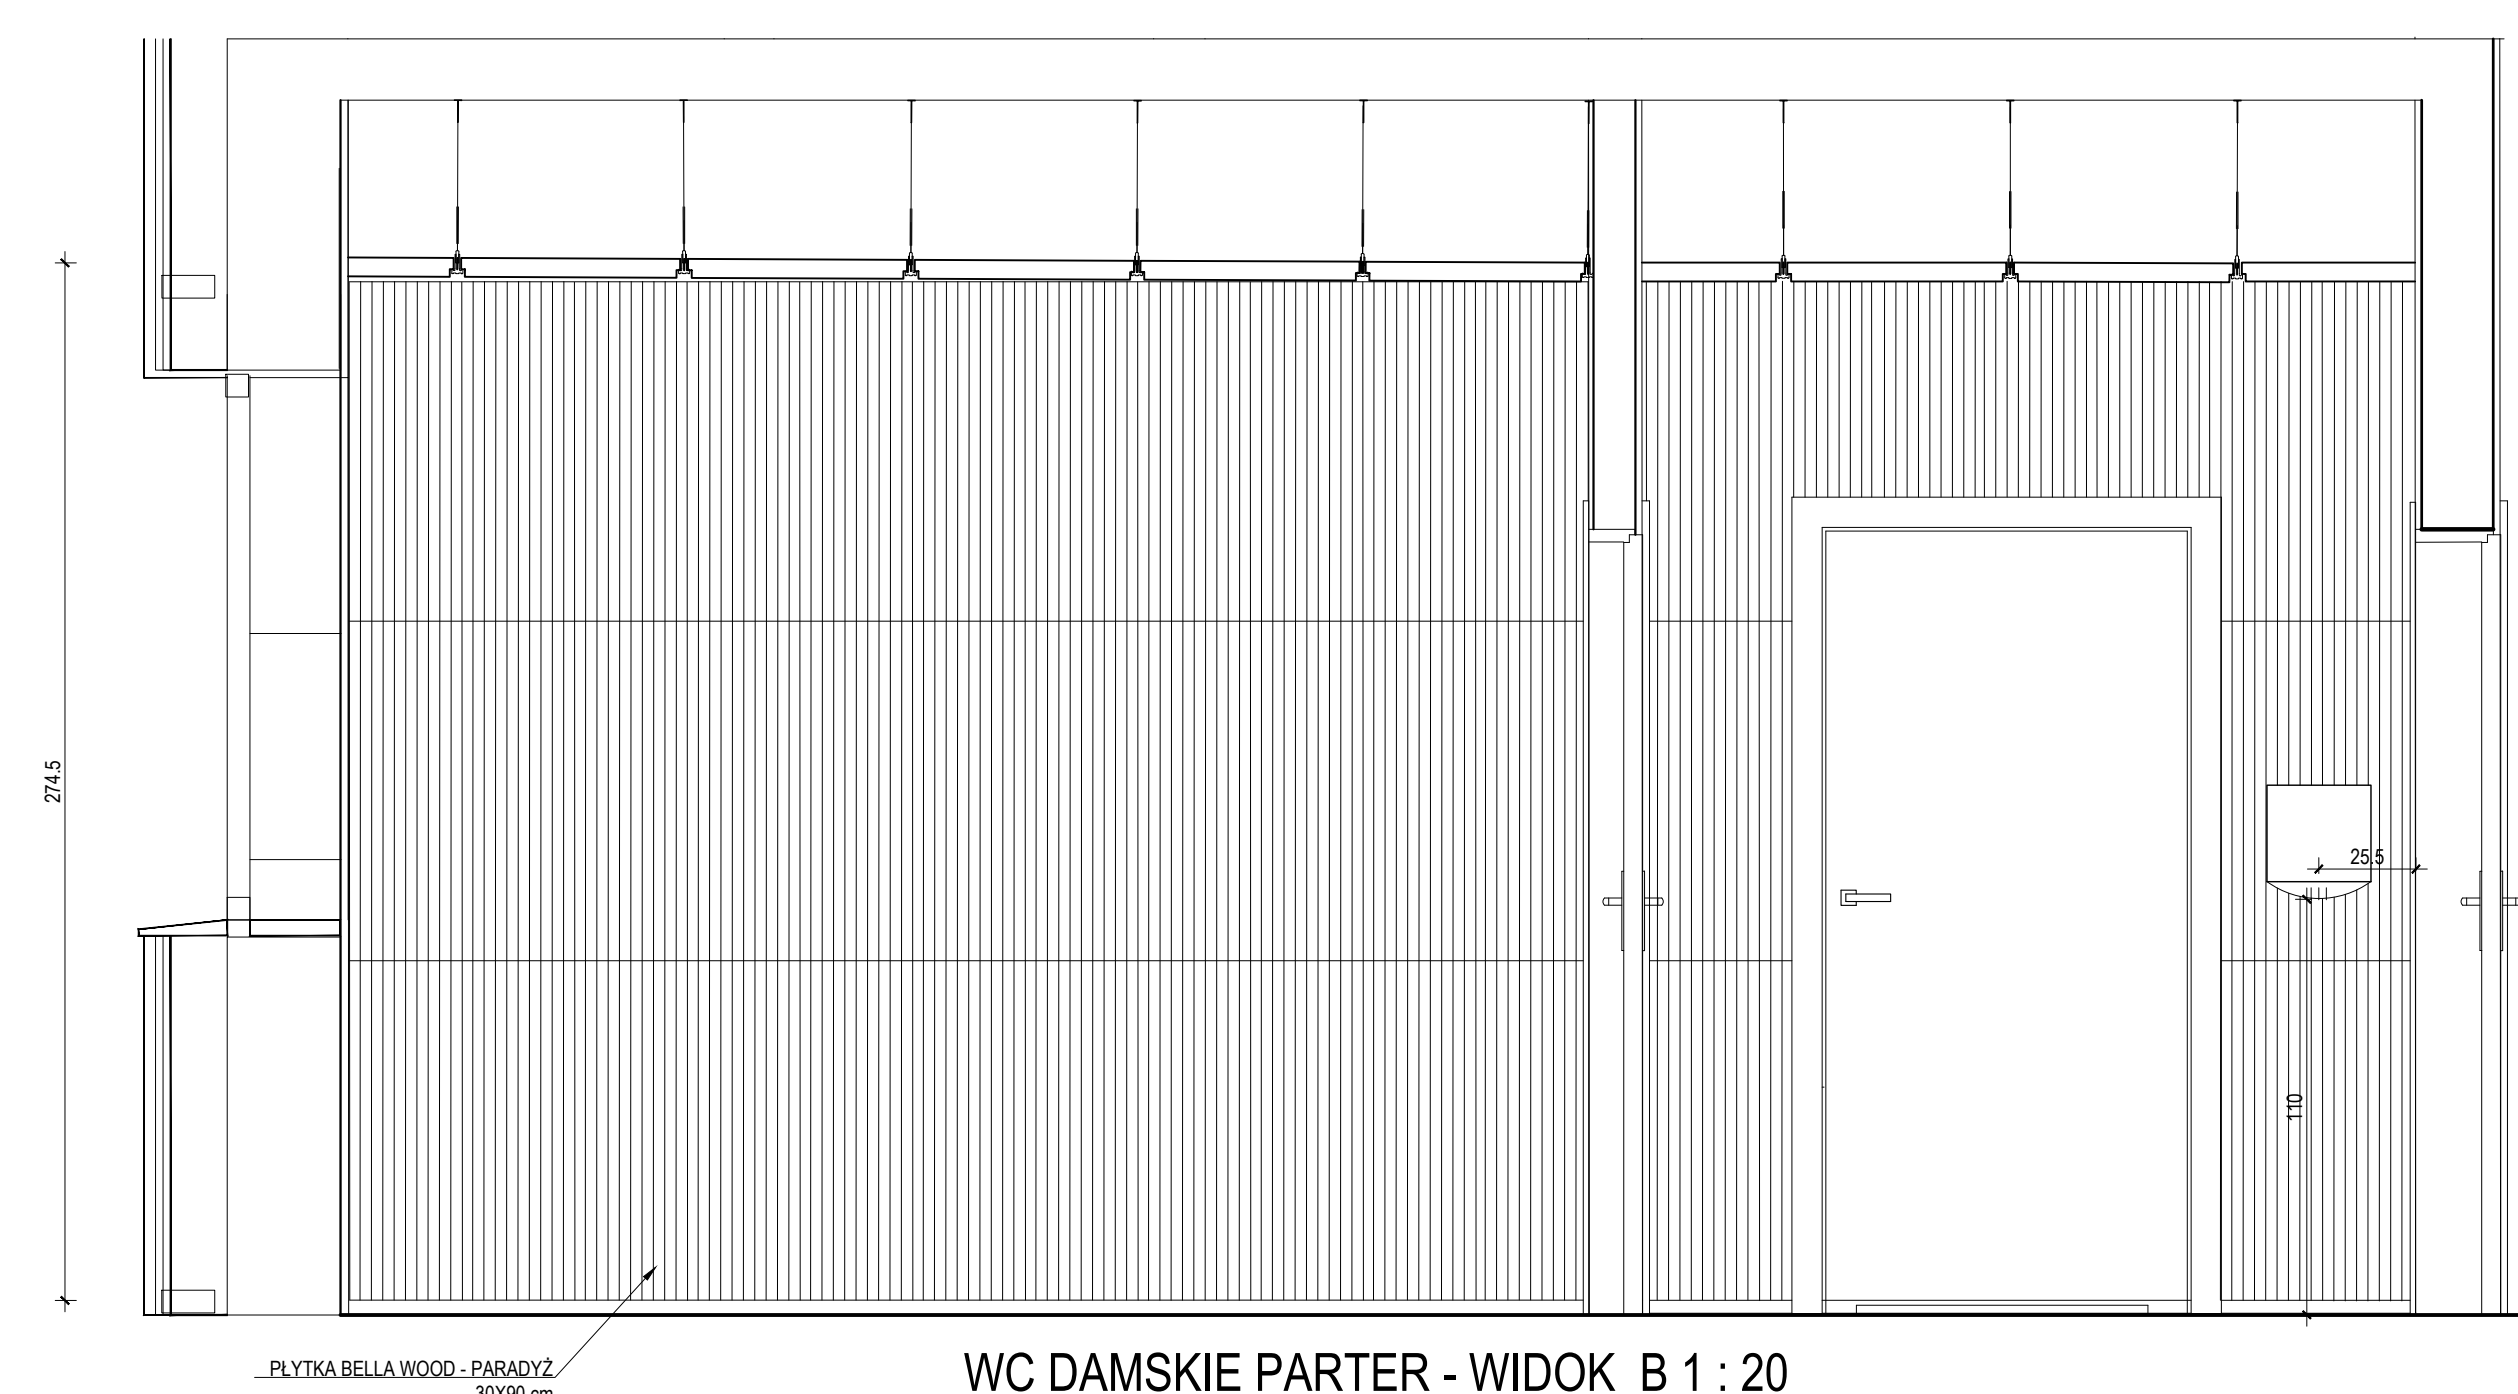 274.5
25.5
110
PŁYTKA BELLA WOOD - PARADYŻ
30X90 cm
WC DAMSKIE PARTER - WIDOK B 1 : 20